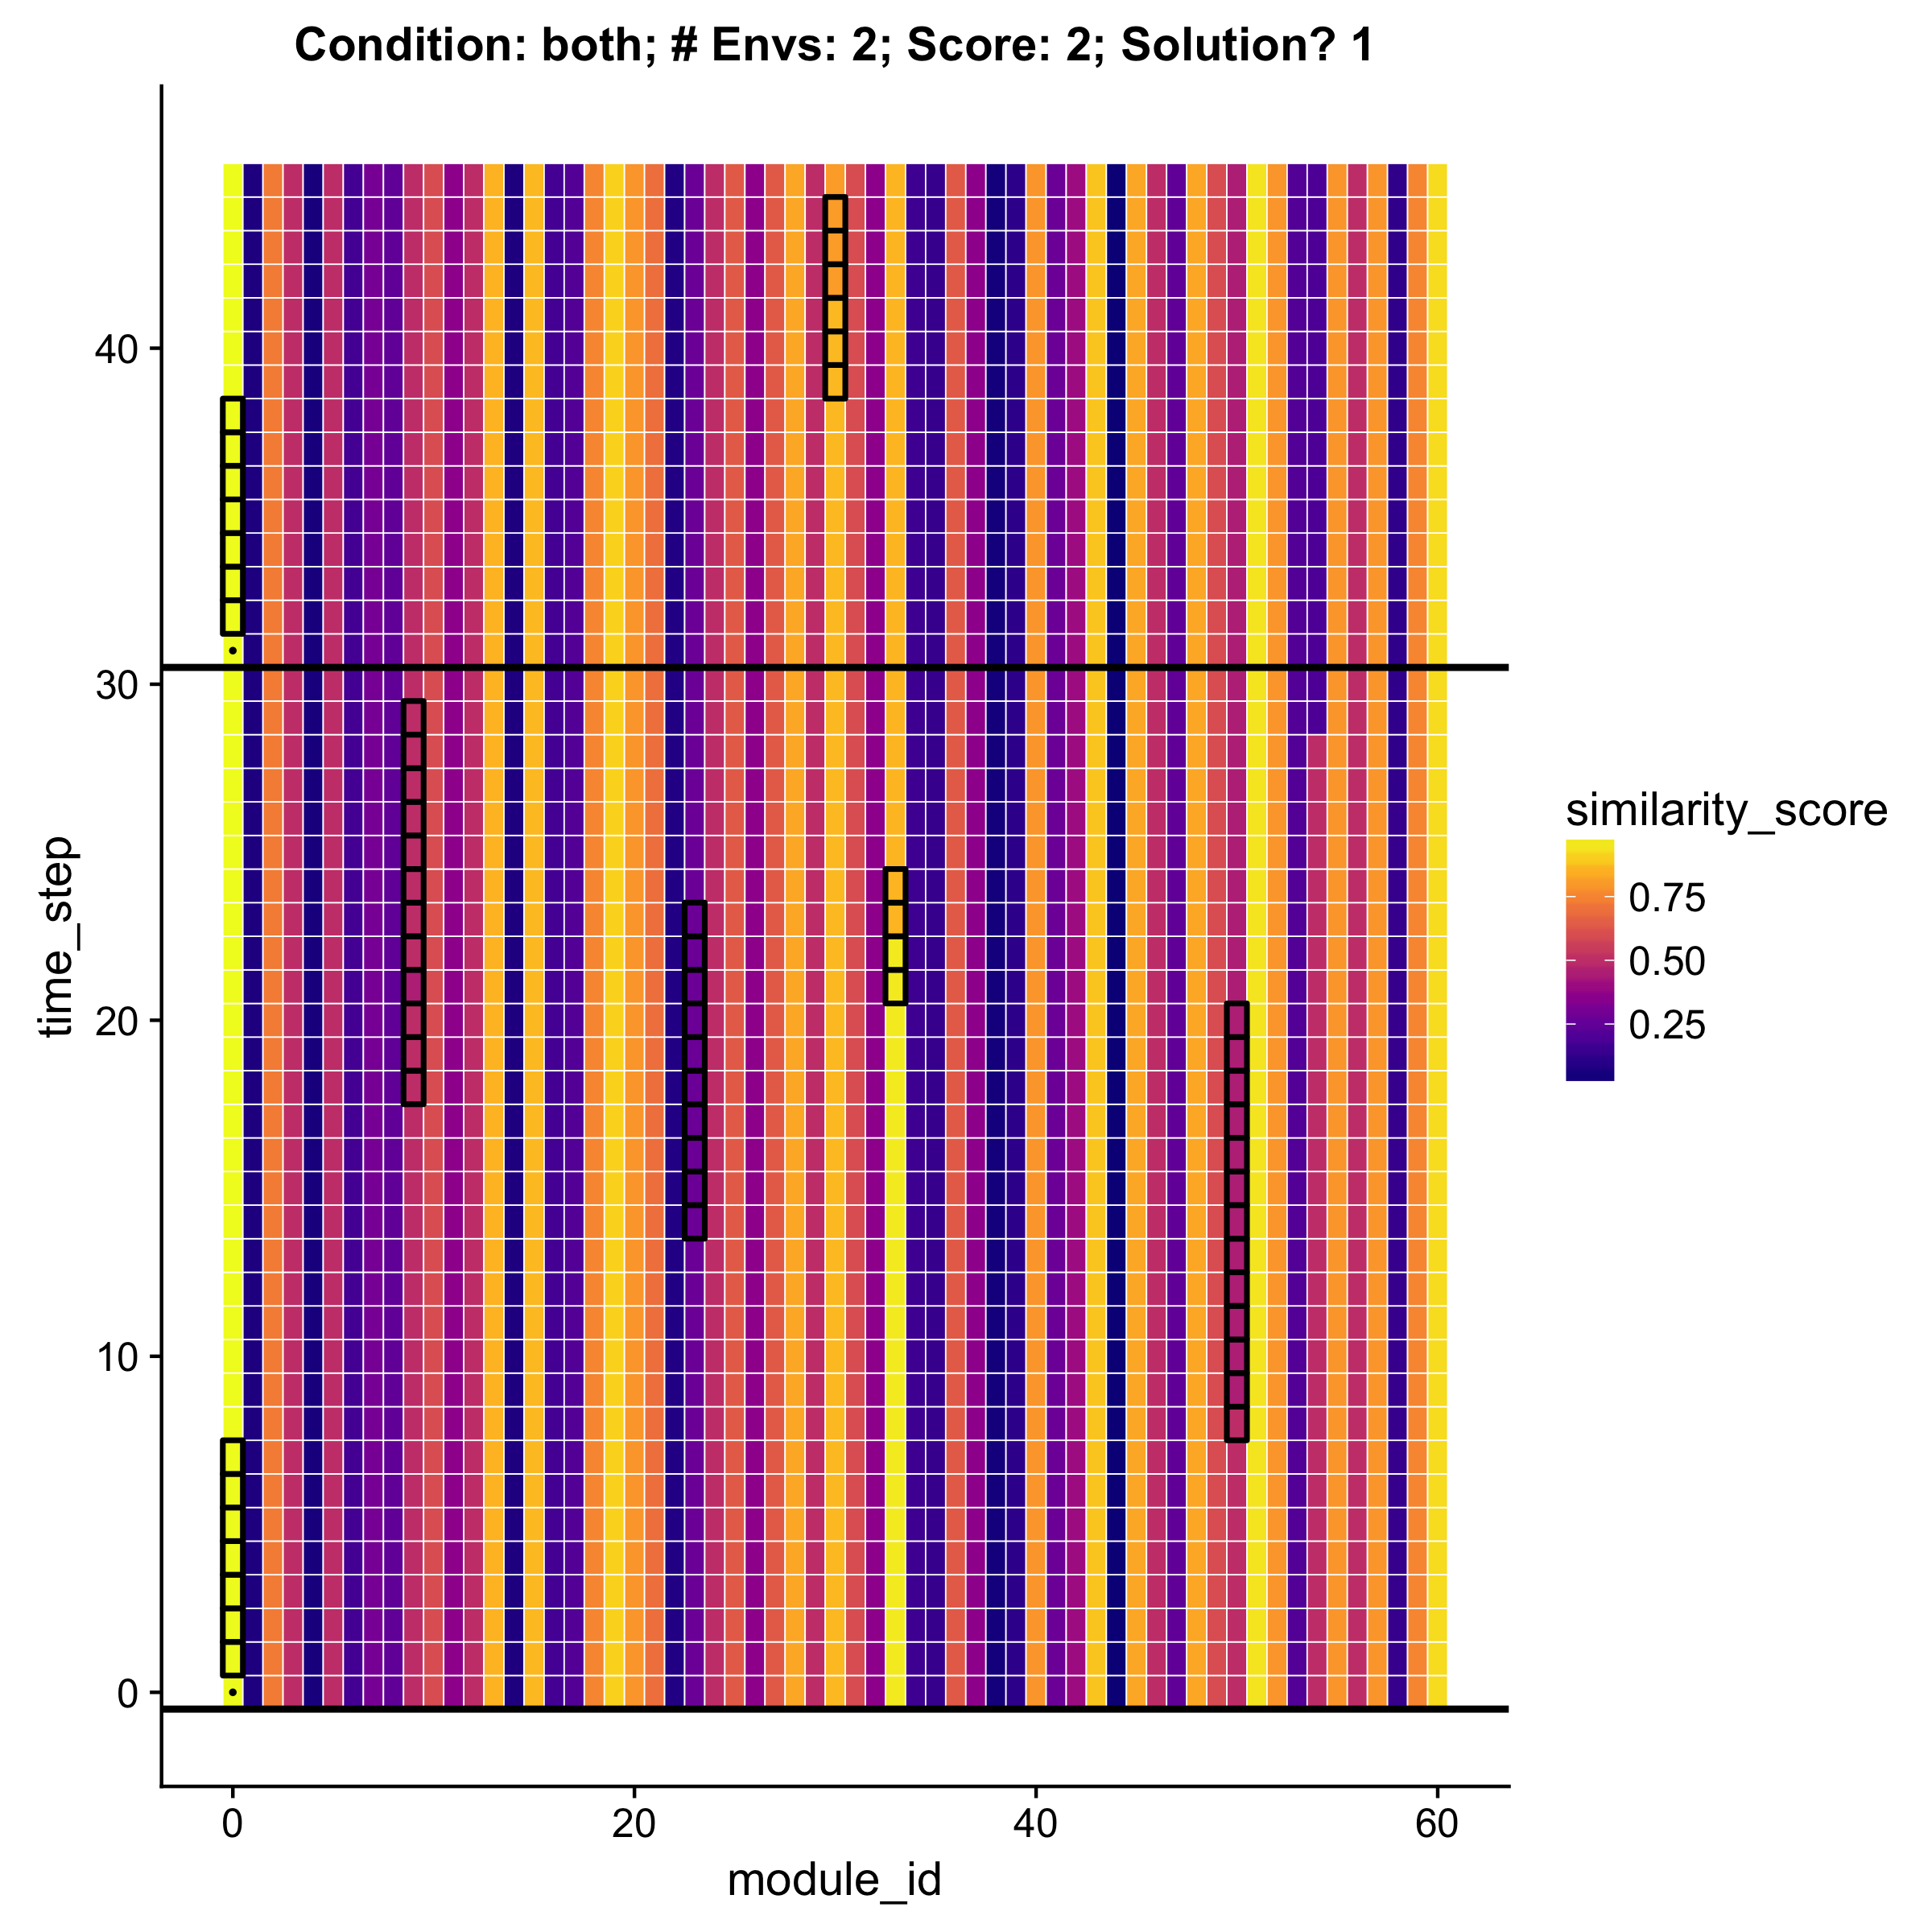 Condition: both; # Envs: 2; Score: 2; Solution? 1
time_step
40
30
20
10
0
0 20 40 60
module_id
similarity_score
0.75
0.50
0.25